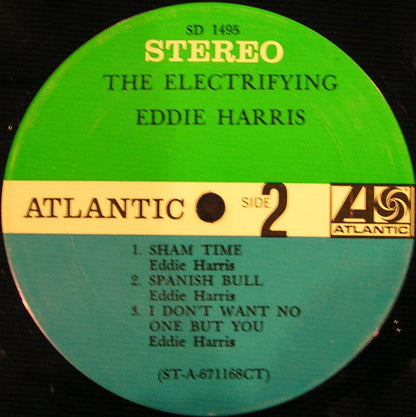 SD 1495
STEREO
THE ELECTRIFYING
EDDIE HARRIS
ATLANTIC
SIDE 2
ATLANTIC
1. SHAM TIME
Eddie Harris
2. SPANISH BULL
Eddie Harris
3. I DON'T WANT NO
ONE BUT YOU
Eddie Harris
(ST-A-671168CT)